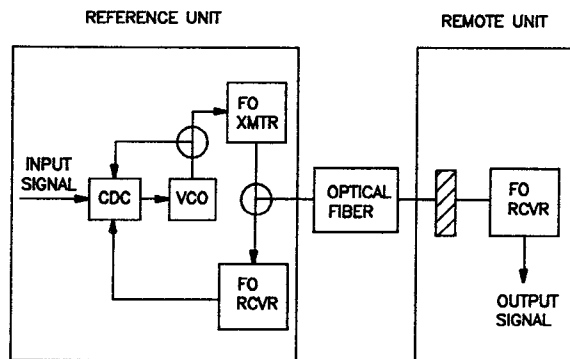 REFERENCE UNIT
REMOTE UNIT
FO
XMTR
INPUT
SIGNAL
CDC
VCO
OPTICAL
FIBER
FO
RCVR
FO
RCVR
OUTPUT
SIGNAL